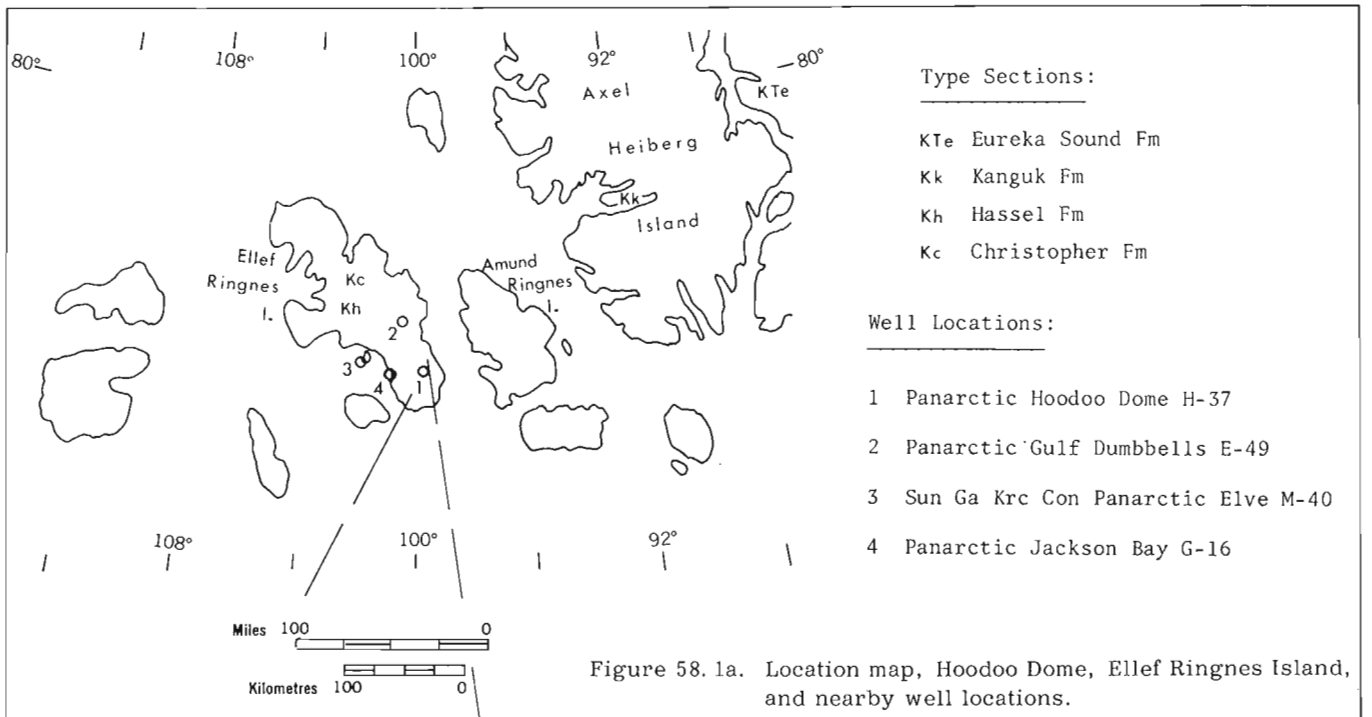 108° 100° 92°
80° 80°
Axel
KTe
Heiberg
Kk
Island
Ellef
Ringnes
I.
Kc
Kh
Amund
Ringnes
I.
2
3
4
1
108° 100° 92°
Miles 100 0
Kilometres 100 0
Type Sections:
KTe Eureka Sound Fm
Kk Kanguk Fm
Kh Hassel Fm
Kc Christopher Fm
Well Locations:
1 Panarctic Hoodoo Dome H-37
2 Panarctic Gulf Dumbbells E-49
3 Sun Ga Krc Con Panarctic Elve M-40
4 Panarctic Jackson Bay G-16
Figure 58.1a. Location map, Hoodoo Dome, Ellef Ringnes Island,
and nearby well locations.